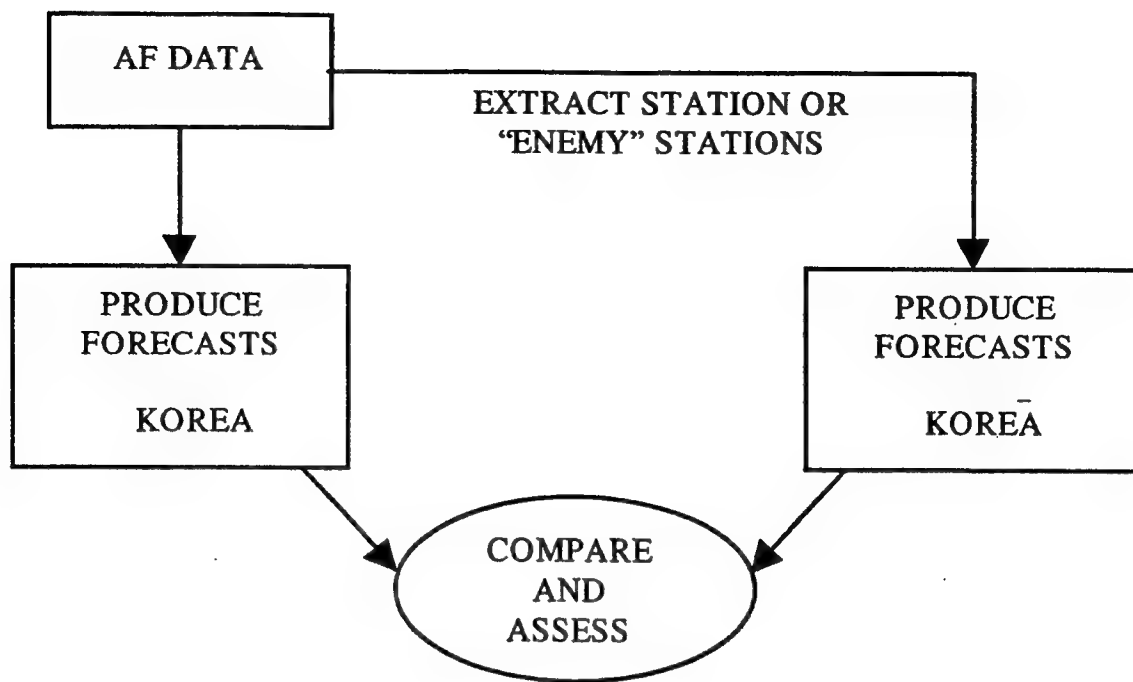 AF DATA
EXTRACT STATION OR
“ENEMY” STATIONS
PRODUCE
FORECASTS
KOREA
PRODUCE
FORECASTS
KOREA
COMPARE
AND
ASSESS